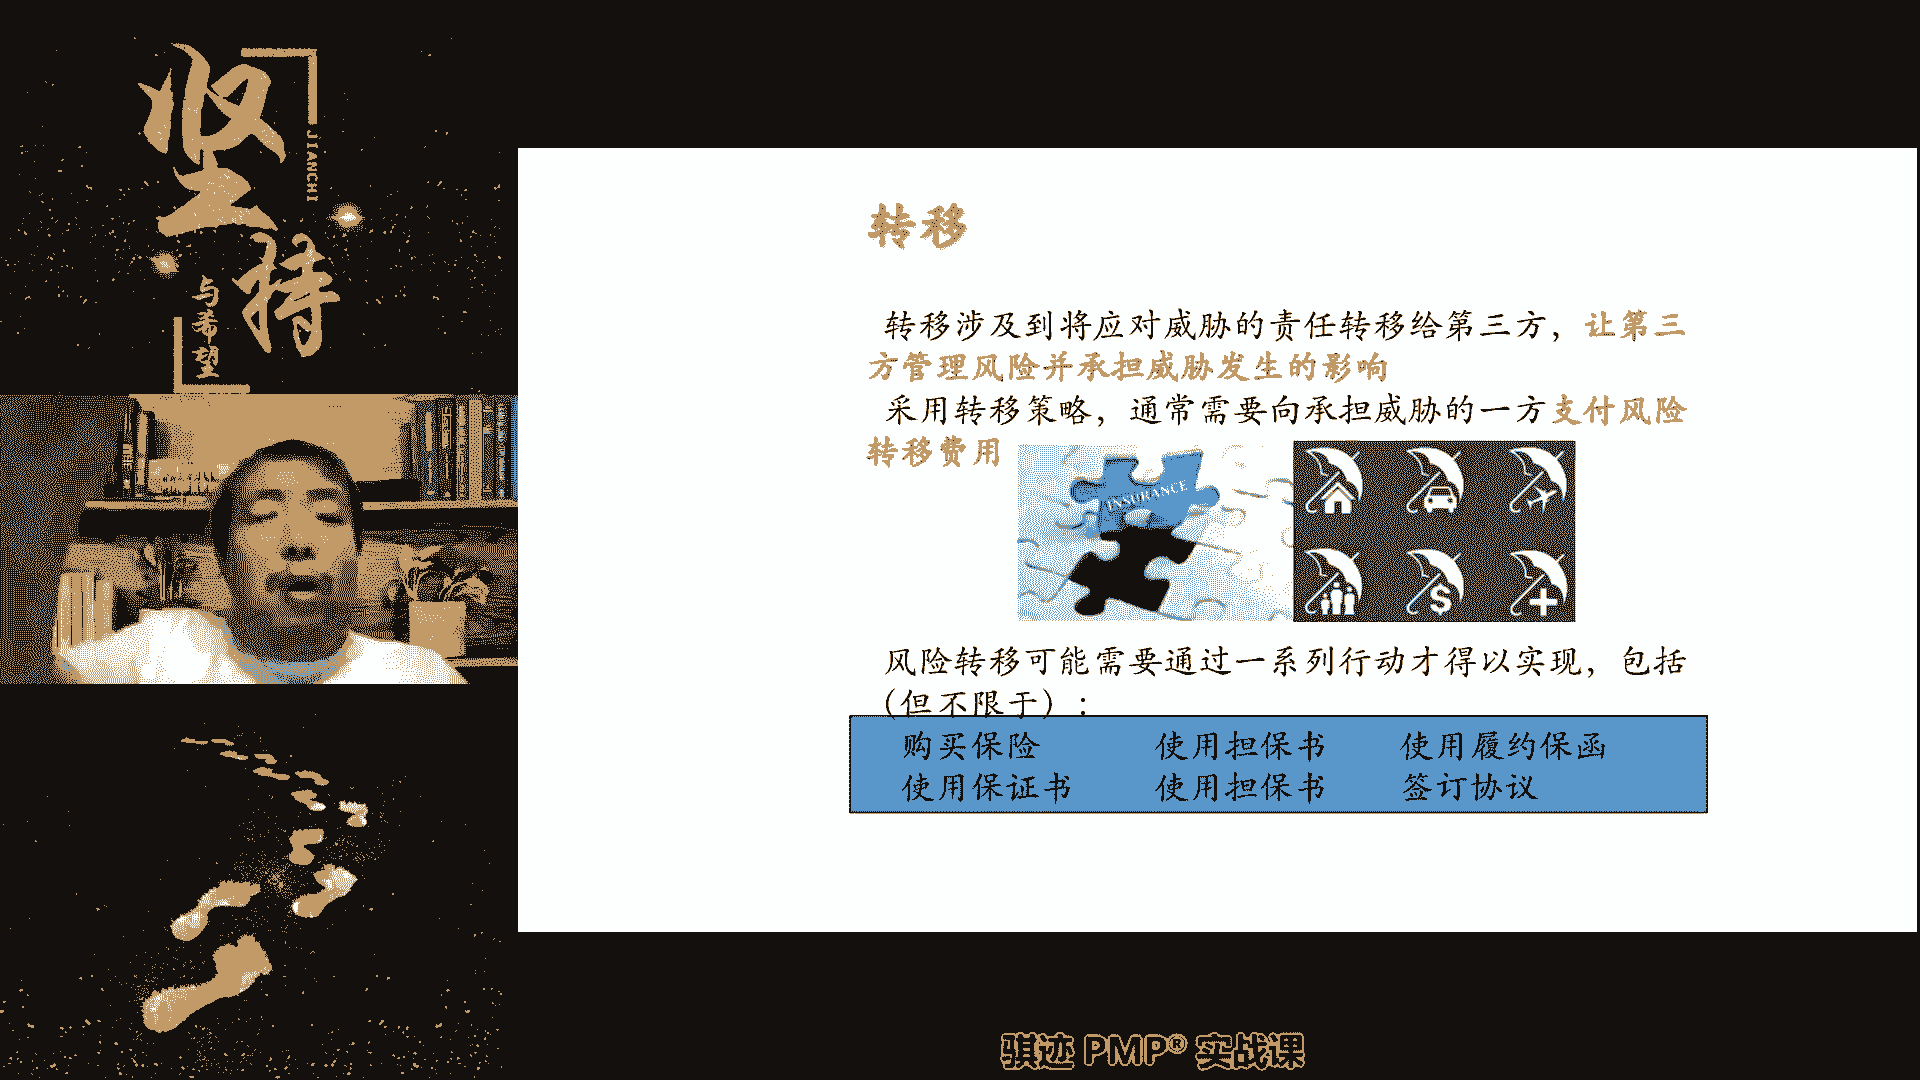 坚持
JIANCHI
与希望
转移
转移涉及到将应对威胁的责任转移给第三方，让第三
方管理风险并承担威胁发生的影响
采用转移策略，通常需要向承担威胁的一方支付风险
转移费用
INSURANCE
$
风险转移可能需要通过一系列行动才得以实现，包括
（但不限于）：
购买保险 使用担保书 使用履约保函
使用保证书 使用担保书 签订协议
骐迹 PMP® 实战课